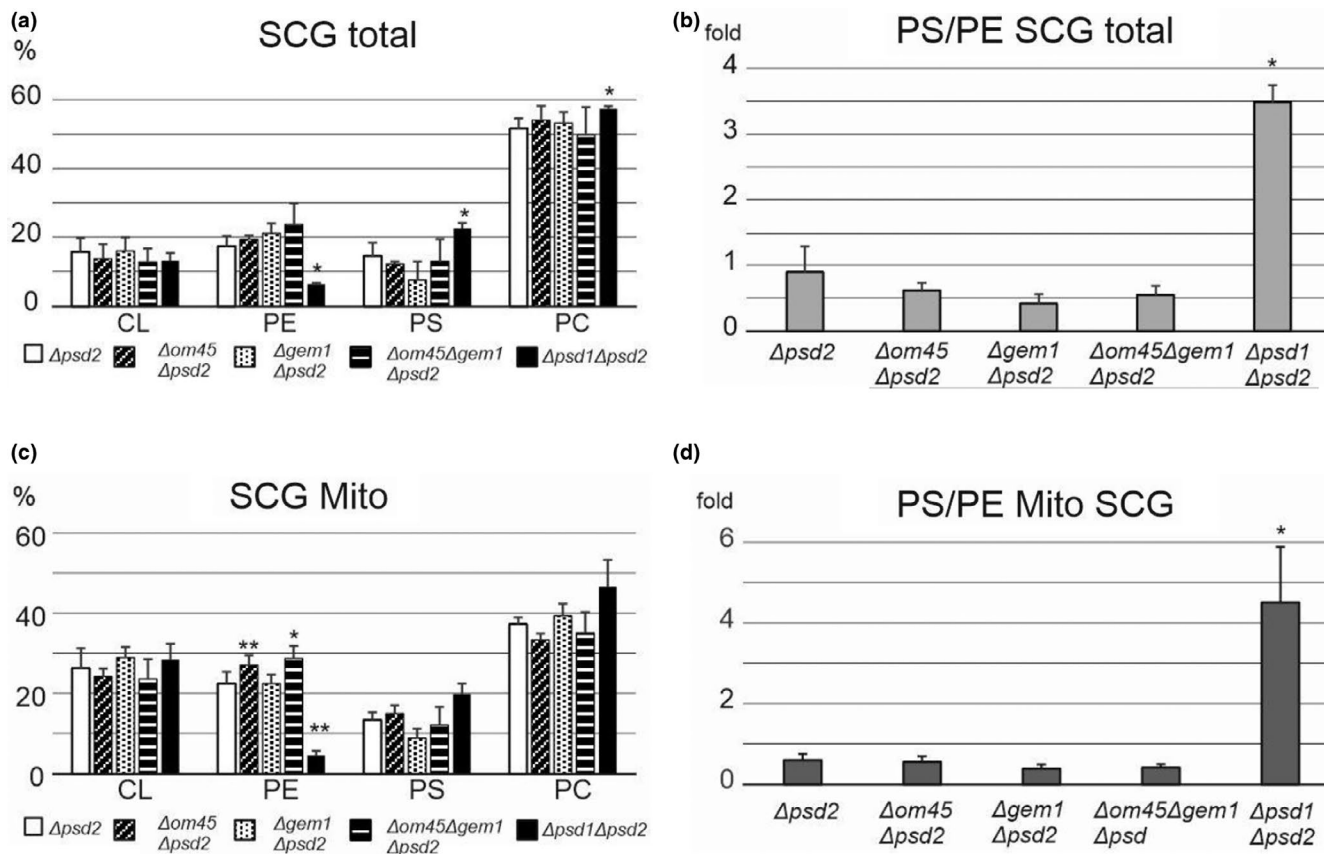 (a)
SCG total
%
60
40
20
0
*
*
*
CL PE PS PC
Δpsd2 Δom45 Δpsd2 Δgem1 Δpsd2 Δom45Δgem1 Δpsd2 Δpsd1Δpsd2
(b)
PS/PE SCG total
fold
4
3
2
1
0
*
Δpsd2 Δom45 Δpsd2 Δgem1 Δpsd2 Δom45Δgem1 Δpsd2 Δpsd1 Δpsd2
(c)
SCG Mito
%
60
40
20
0
**
*
**
CL PE PS PC
Δpsd2 Δom45 Δpsd2 Δgem1 Δpsd2 Δom45Δgem1 Δpsd2 Δpsd1Δpsd2
(d)
PS/PE Mito SCG
fold
6
4
2
0
*
Δpsd2 Δom45 Δpsd2 Δgem1 Δpsd2 Δom45Δgem1 Δpsd Δpsd1 Δpsd2